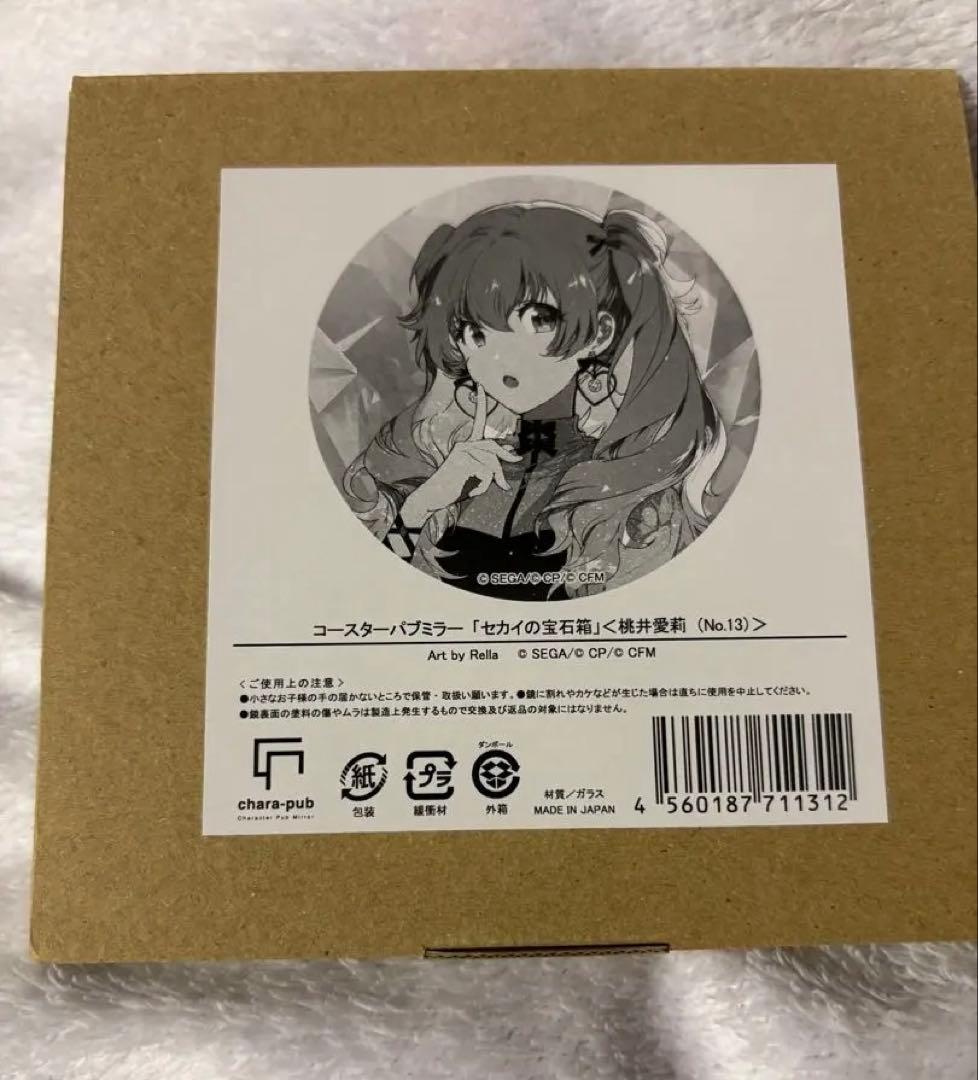 © SEGA/© CP/© CFM
コースターパブミラー「セカイの宝石箱」＜桃井愛莉（No.13）＞
Art by Rella © SEGA/© CP/© CFM
＜ご使用上の注意＞
●小さなお子様の手の届かないところで保管・取扱い願います。●鏡に割れやカケなどが生じた場合は直ちに使用を中止してください。
●鏡裏面の塗料の傷やムラは製造上発生するもので交換及び返品の対象にはなりません。
chara-pub
Character Pub Mirror
紙
包装
プラ
緩衝材
ダンボール
外箱
材質／ガラス
MADE IN JAPAN
4 560187 711312